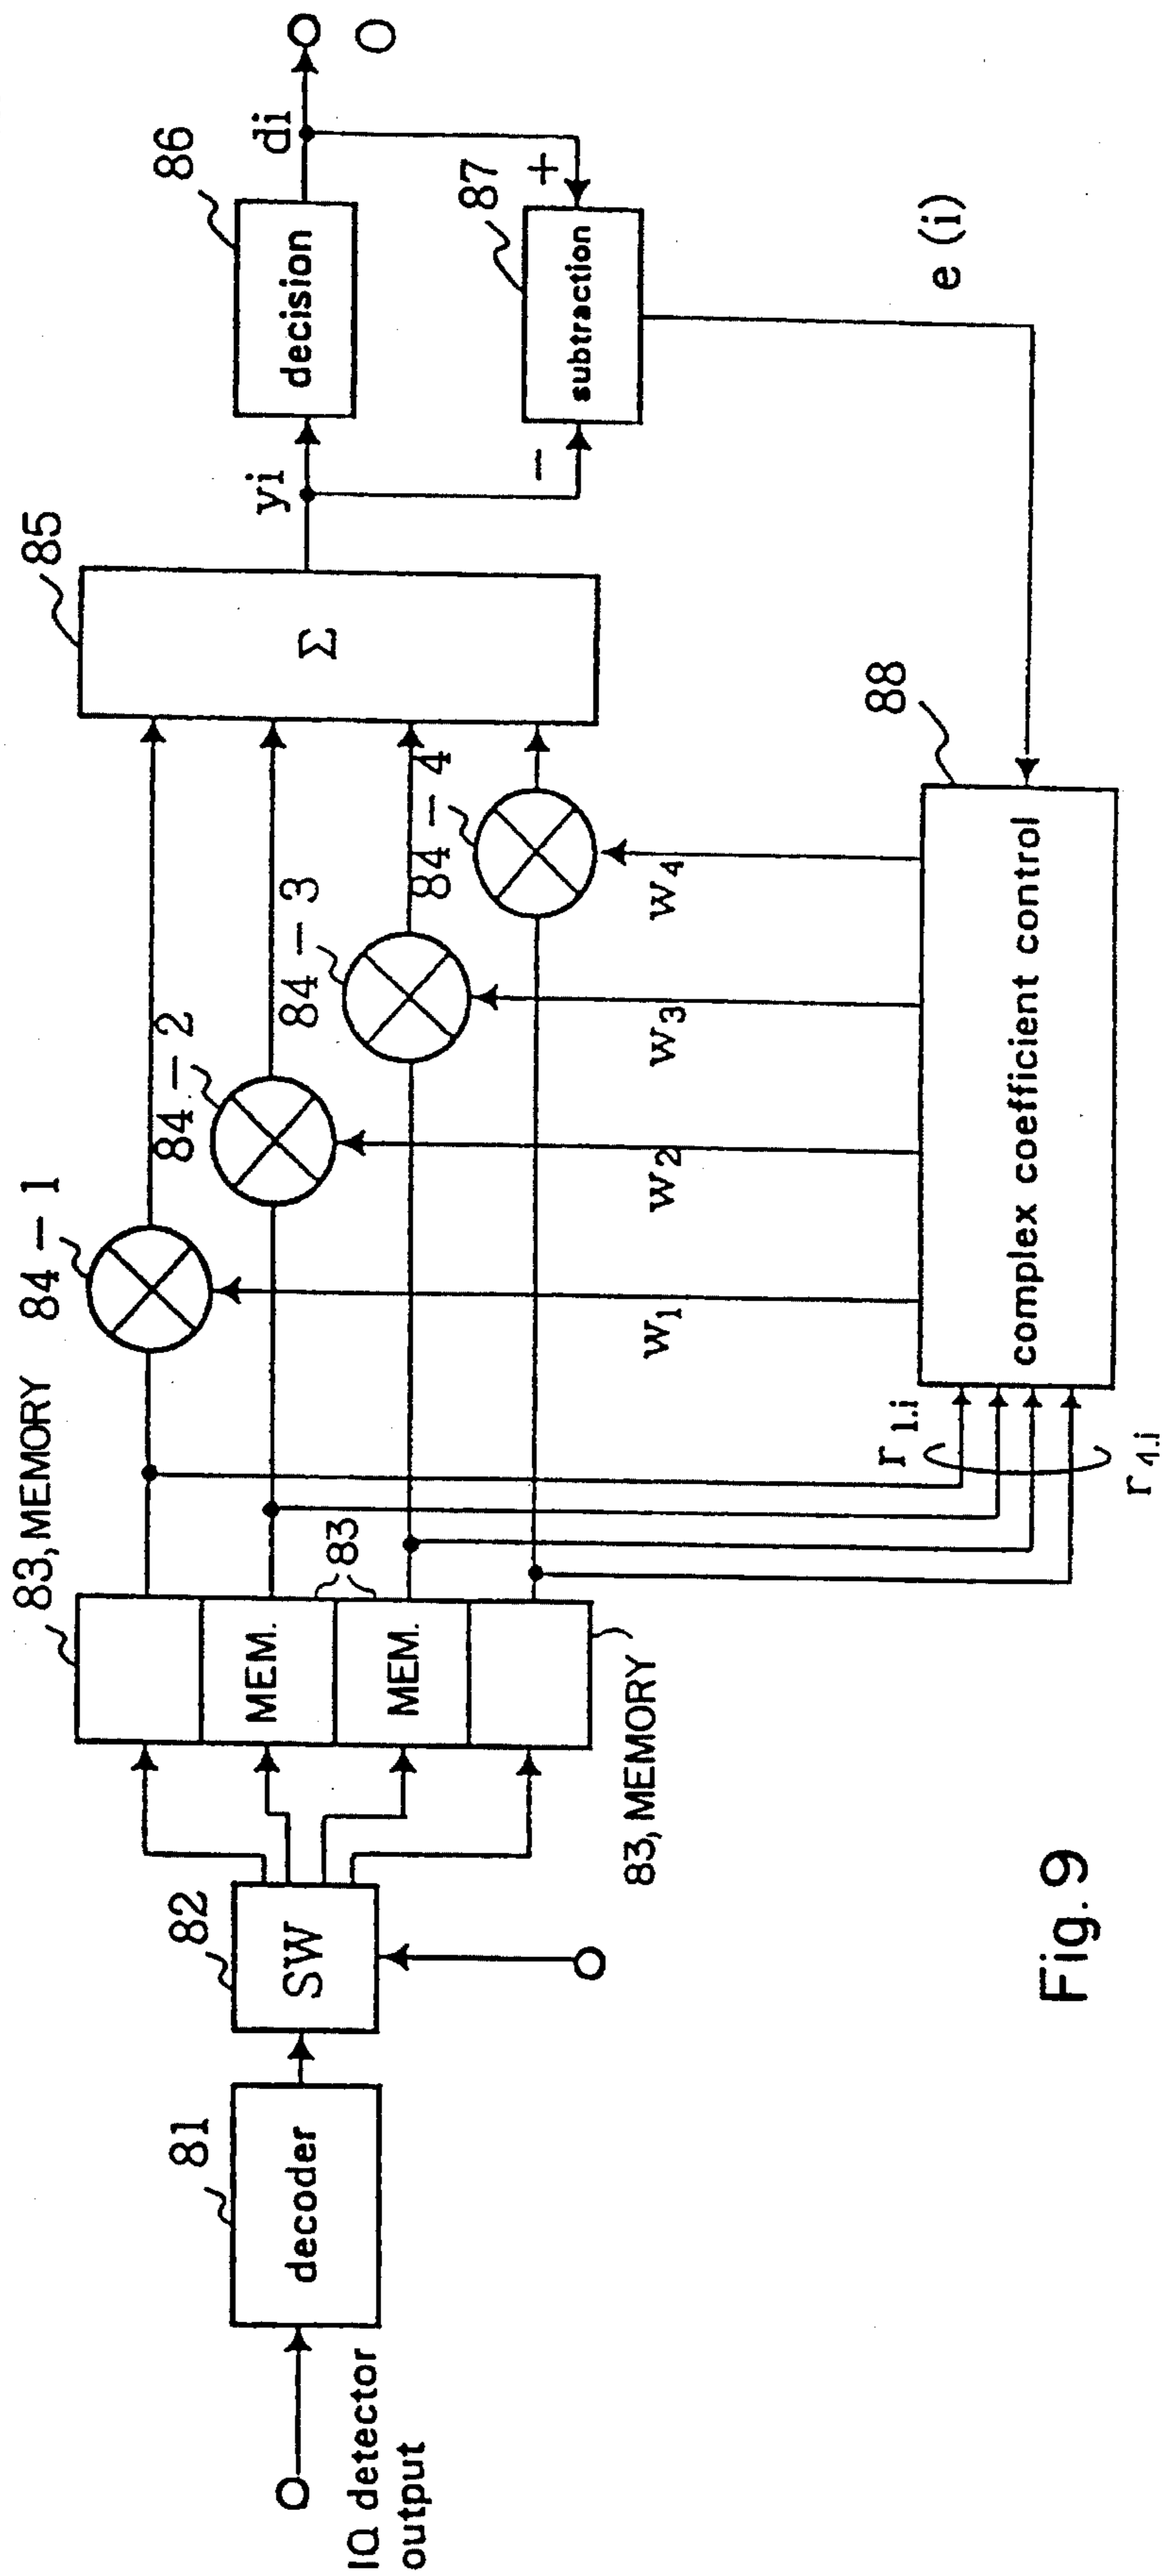 IQ detector
output
81
decoder
82
SW
83, MEMORY
MEM.
MEM.
83
83, MEMORY
84-1
84-2
84-3
84-4
w1
w2
w3
w4
r1.i
r4.i
complex coefficient control
88
85
Σ
yi
86
decision
di
O
87
+
−
subtraction
e (i)
Fig. 9